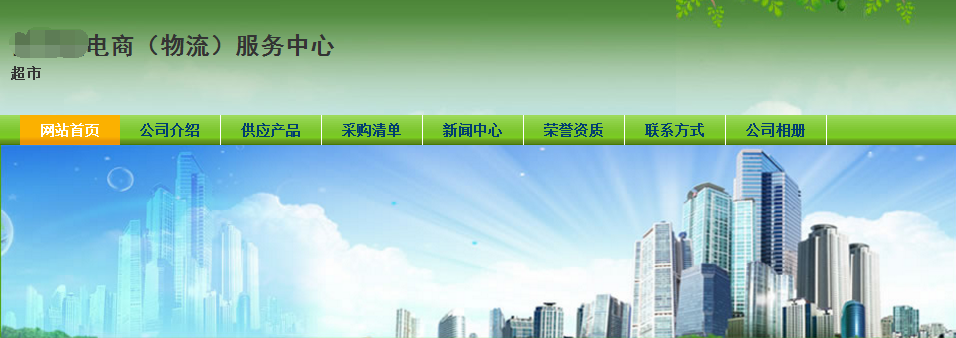 电商（物流）服务中心
超市
网站首页 公司介绍 供应产品 采购清单 新闻中心 荣誉资质 联系方式 公司相册